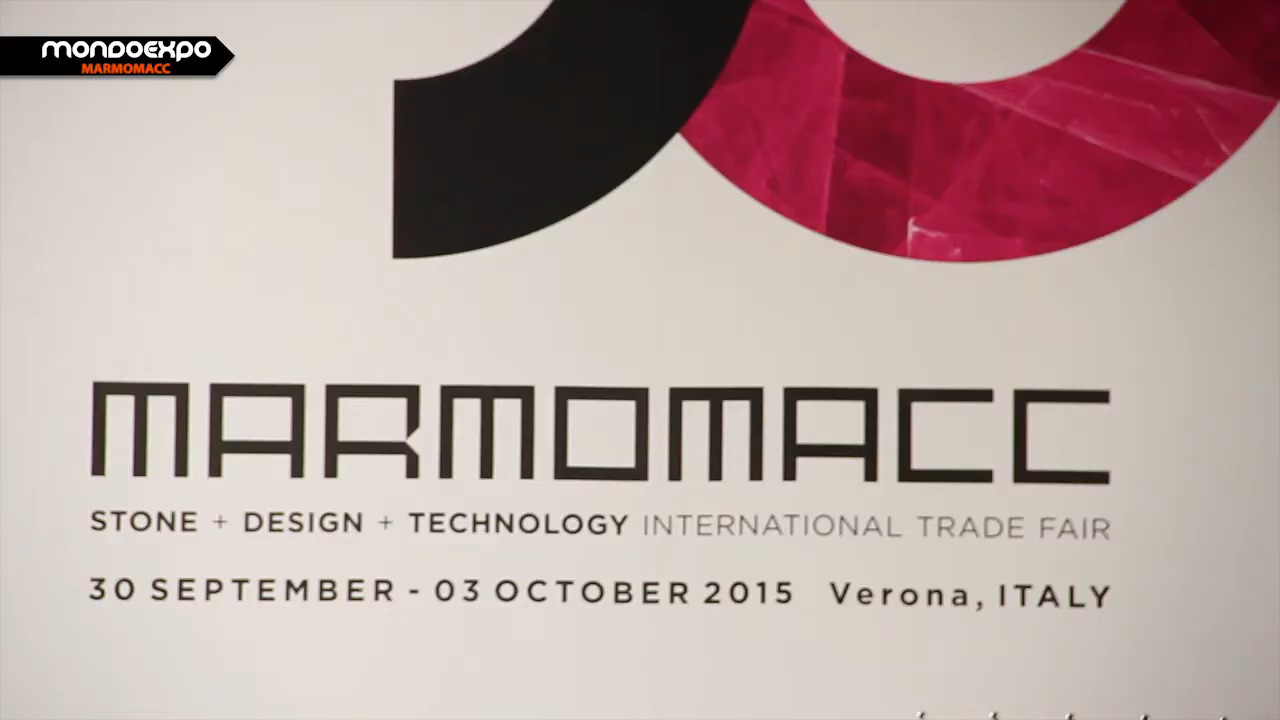 MONDOEXPO
MARMOMACC
MARMOMACC
STONE + DESIGN + TECHNOLOGY INTERNATIONAL TRADE FAIR
30 SEPTEMBER - 03 OCTOBER 2015 Verona, ITALY